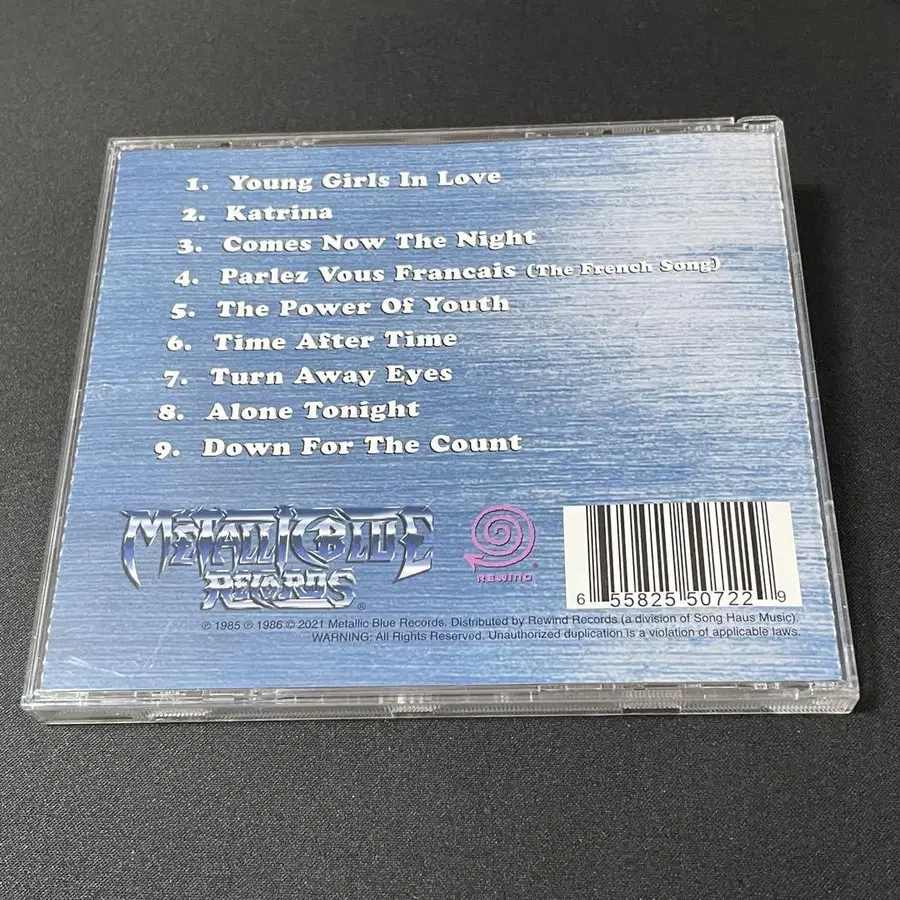 1. Young Girls In Love
2. Katrina
3. Comes Now The Night
4. Parlez Vous Francais (The French Song)
5. The Power Of Youth
6. Time After Time
7. Turn Away Eyes
8. Alone Tonight
9. Down For The Count
METALLIC BLUE
RECORDS®
REWIND
6 55825 50722 9
℗ 1985 ℗ 1986 © 2021 Metallic Blue Records. Distributed by Rewind Records (a division of Song Haus Music).
WARNING: All Rights Reserved. Unauthorized duplication is a violation of applicable laws.